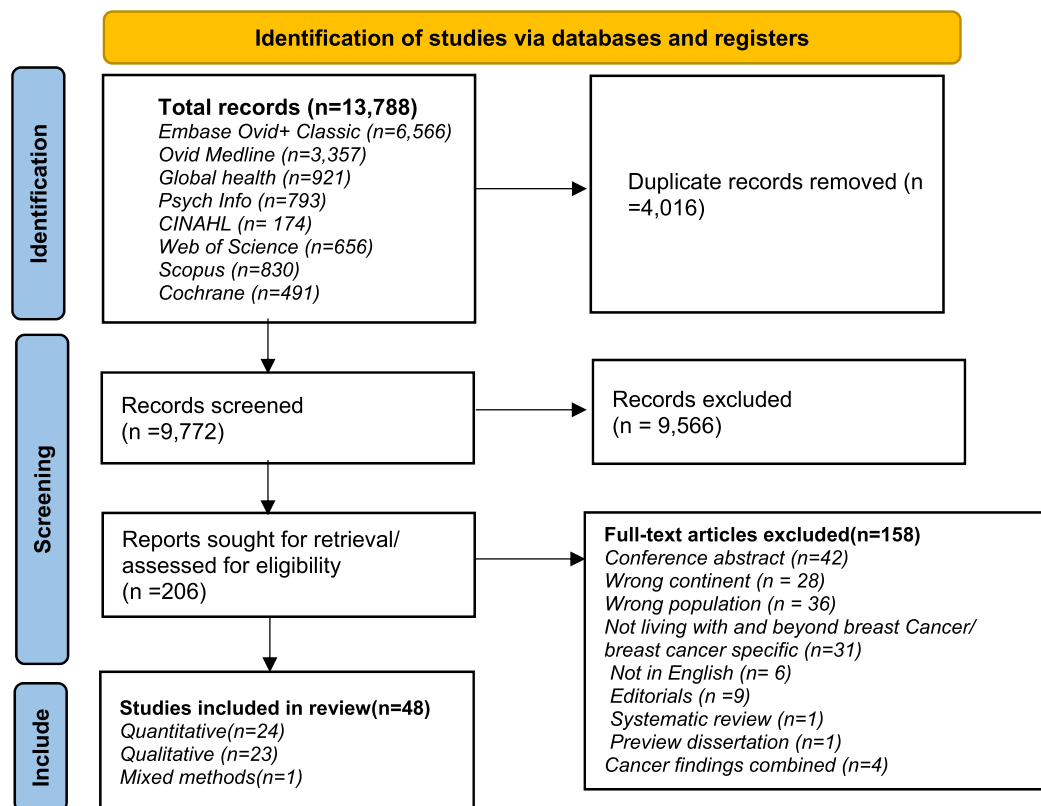 Identification of studies via databases and registers
Identification
Total records (n=13,788)
Embase Ovid+ Classic (n=6,566)
Ovid Medline (n=3,357)
Global health (n=921)
Psych Info (n=793)
CINAHL (n= 174)
Web of Science (n=656)
Scopus (n=830)
Cochrane (n=491)
Duplicate records removed (n
=4,016)
Screening
Records screened
(n =9,772)
Records excluded
(n = 9,566)
Reports sought for retrieval/
assessed for eligibility
(n =206)
Full-text articles excluded(n=158)
Conference abstract (n=42)
Wrong continent (n = 28)
Wrong population (n = 36)
Not living with and beyond breast Cancer/
breast cancer specific (n=31)
Not in English (n= 6)
Editorials (n =9)
Systematic review (n=1)
Preview dissertation (n=1)
Cancer findings combined (n=4)
Include
Studies included in review(n=48)
Quantitative(n=24)
Qualitative (n=23)
Mixed methods(n=1)